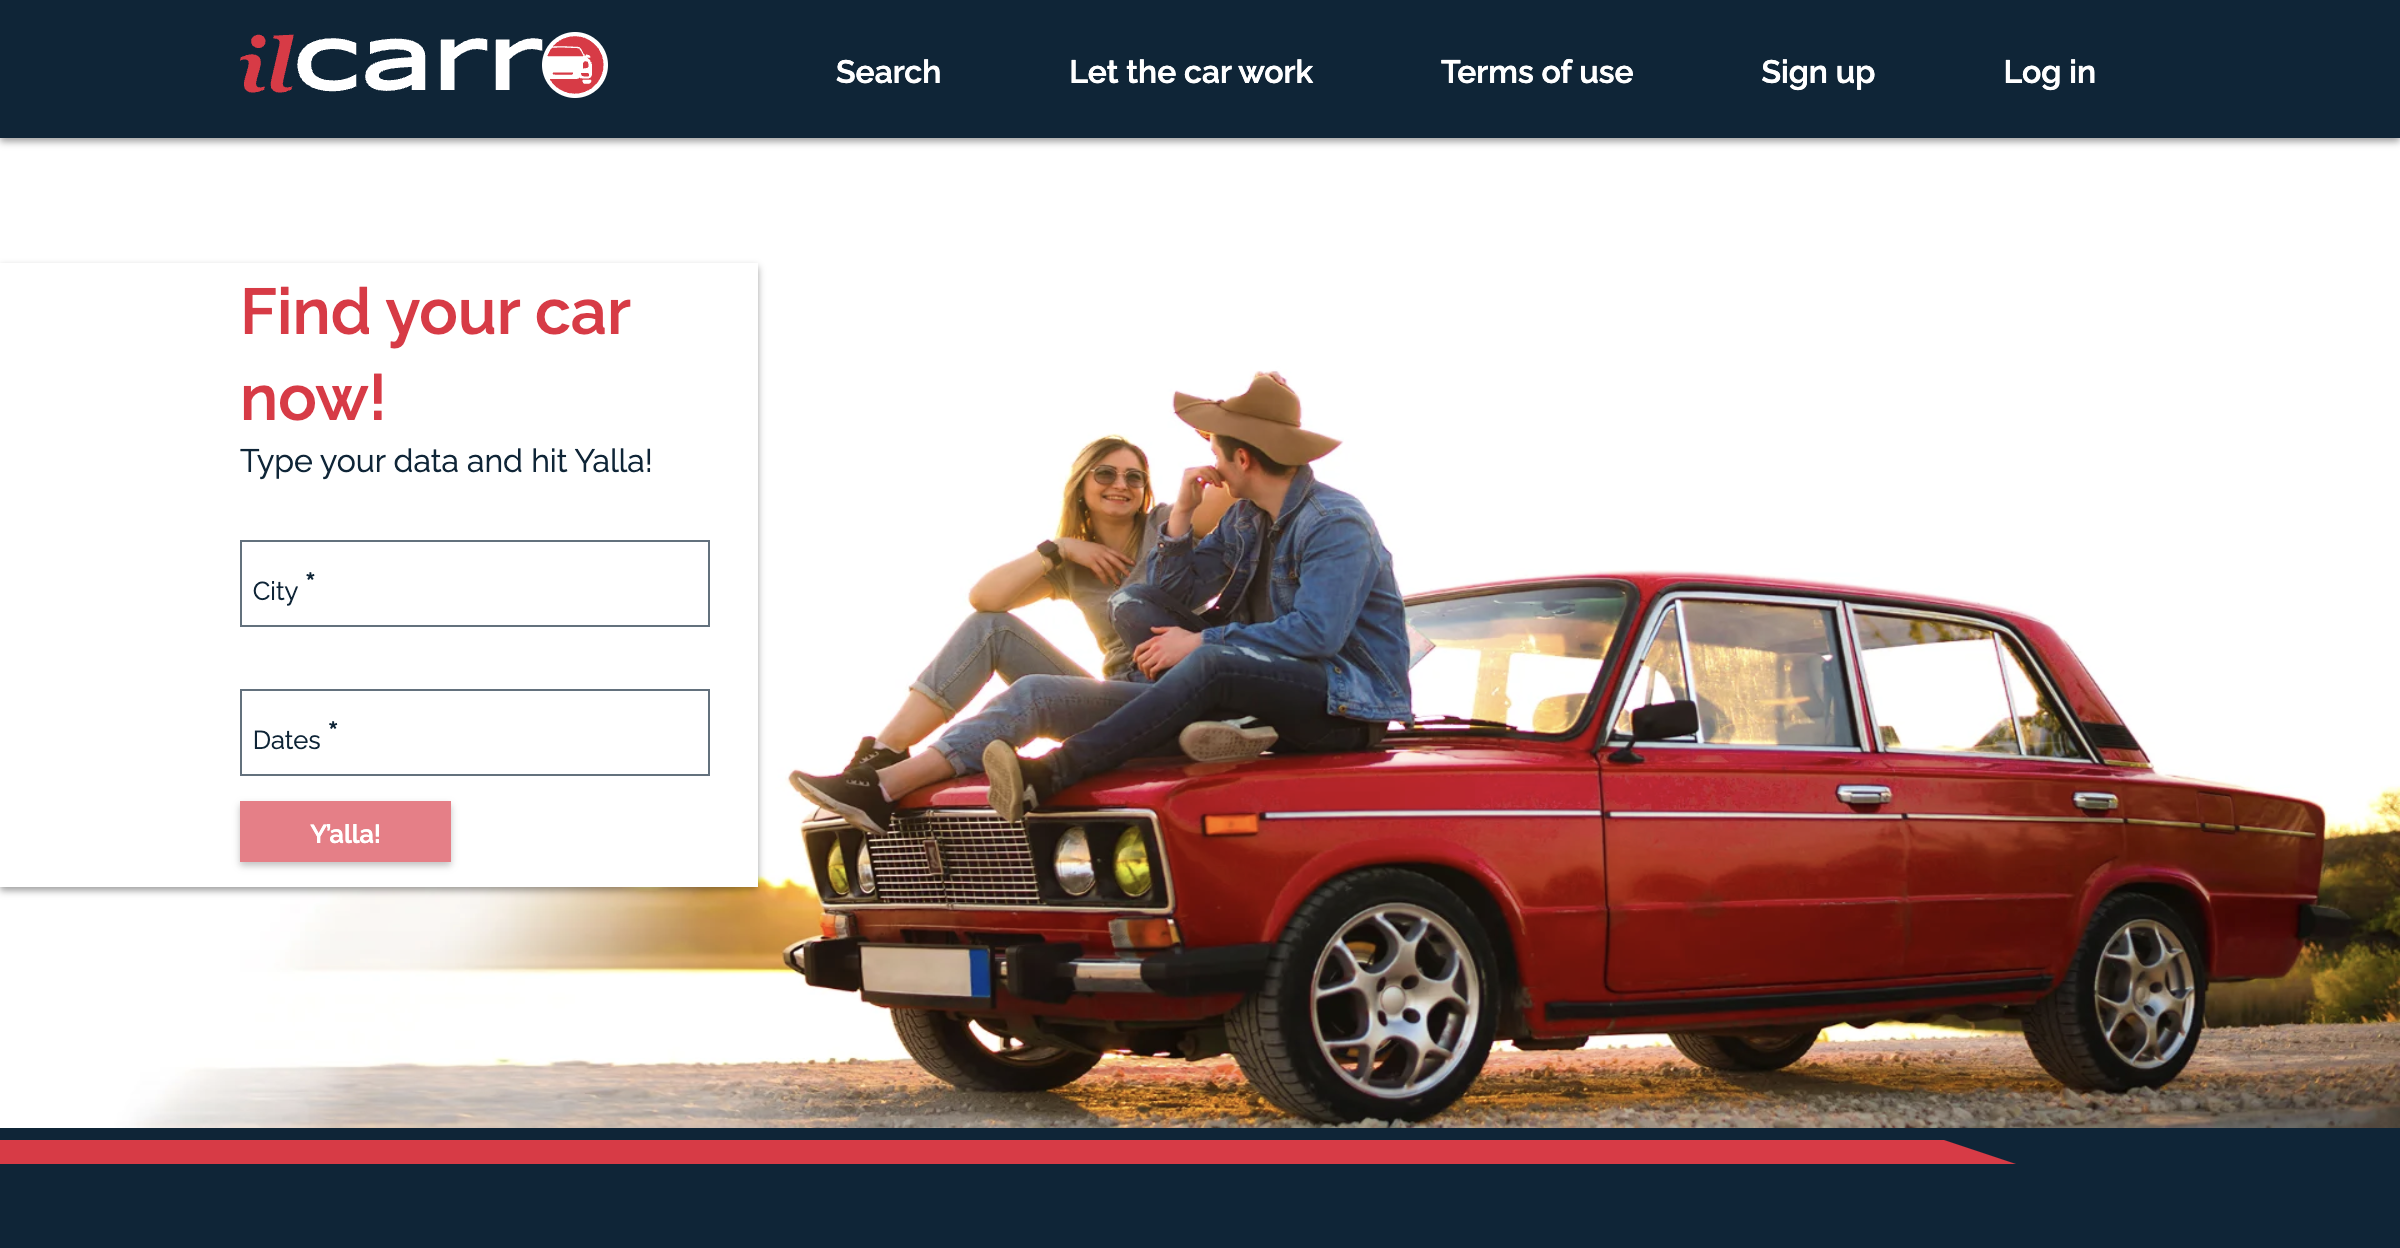 ilcarro
Search
Let the car work
Terms of use
Sign up
Log in
Find your car
now!
Type your data and hit Yalla!
City *
Dates *
Y'alla!